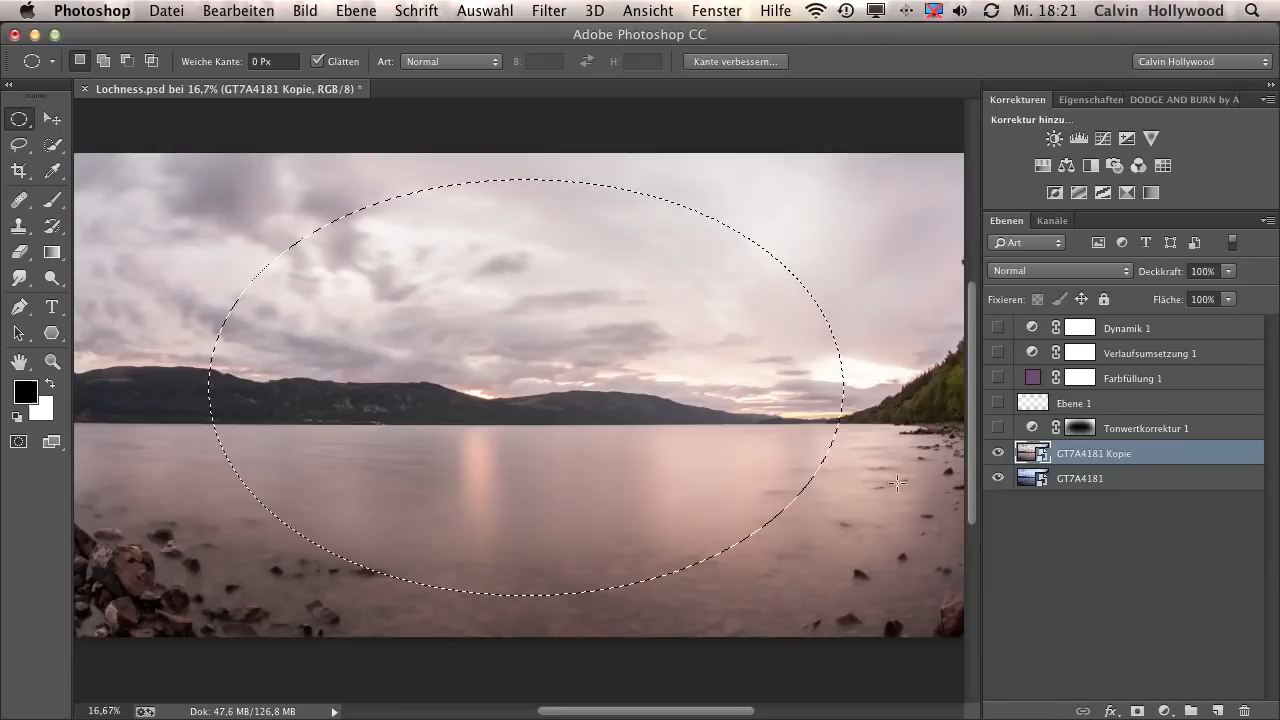 Photoshop Datei Bearbeiten Bild Ebene Schrift Auswahl Filter 3D Ansicht Fenster Hilfe Mi. 18:21 Calvin Hollywood
Adobe Photoshop CC
Weiche Kante: 0 Px Glätten Art: Normal B: H: Kante verbessern... Calvin Hollywood
Lochness.psd bei 16,7% (GT7A4181 Kopie, RGB/8) *
Korrekturen Eigenschaften DODGE AND BURN by A
Korrektur hinzu...
Ebenen Kanäle
Art
Normal Deckkraft: 100%
Fixieren: Fläche: 100%
Dynamik 1
Verlaufsumsetzung 1
Farbfüllung 1
Ebene 1
Tonwertkorrektur 1
GT7A4181 Kopie
GT7A4181
16,67% Dok: 47,6 MB/126,8 MB
fx